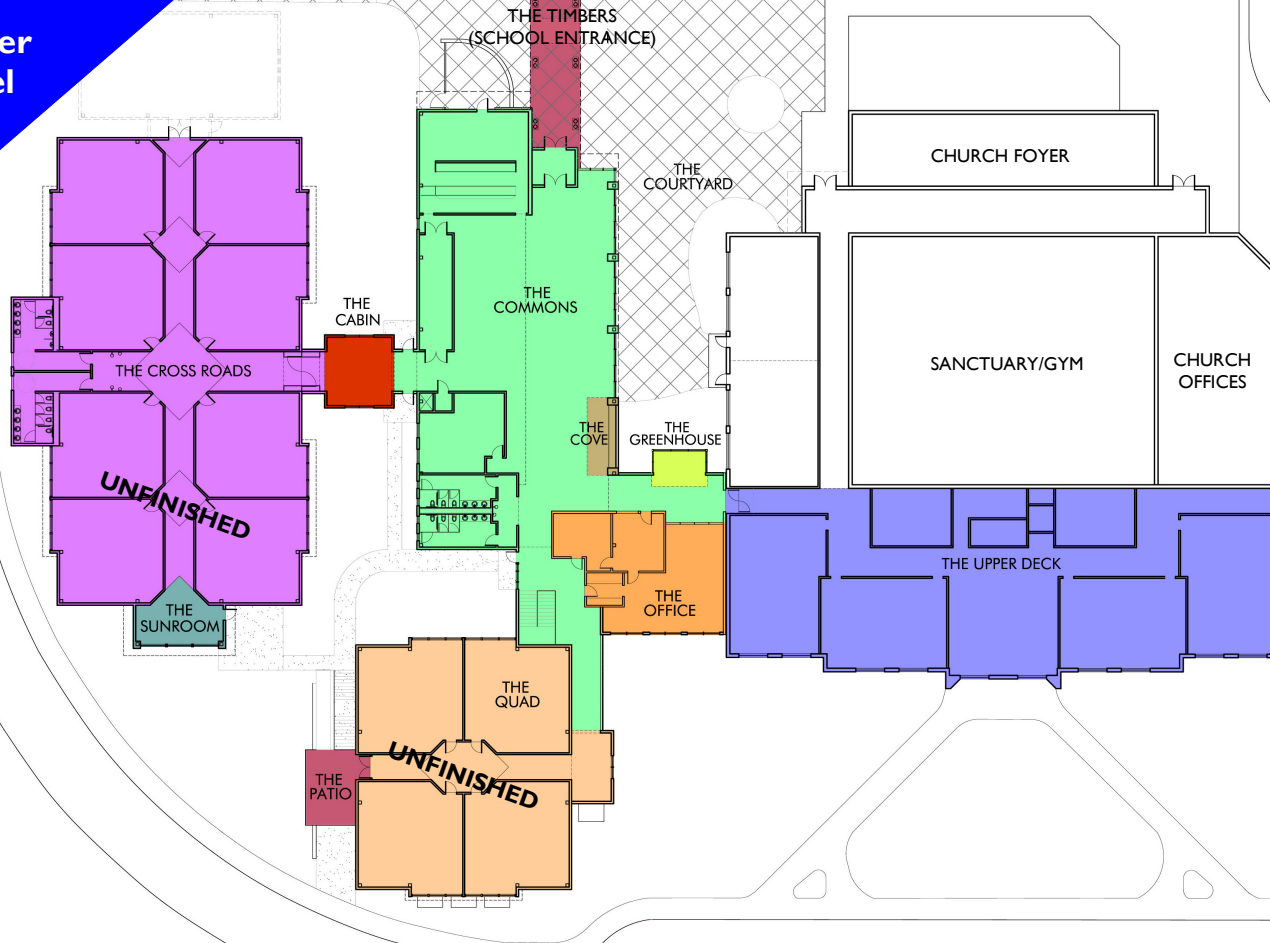 THE TIMBERS
(SCHOOL ENTRANCE)
THE
COURTYARD
CHURCH FOYER
THE
CABIN
THE
COMMONS
THE CROSS ROADS
SANCTUARY/GYM
CHURCH
OFFICES
THE
COVE
THE
GREENHOUSE
UNFINISHED
THE UPPER DECK
THE
OFFICE
THE
SUNROOM
THE
QUAD
UNFINISHED
THE
PATIO